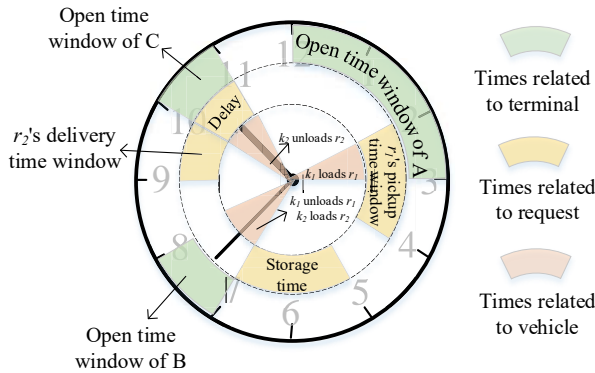 Open time
window of C
Open time window of A
r2's delivery
time window
Delay
k2 unloads r2
k1 loads r1
r1's pickup
time window
k1 unloads r1
k2 loads r2
Storage
time
Open time
window of B
12
11
10
9
8
7
6
5
4
3
Times related
to terminal
Times related
to request
Times related
to vehicle